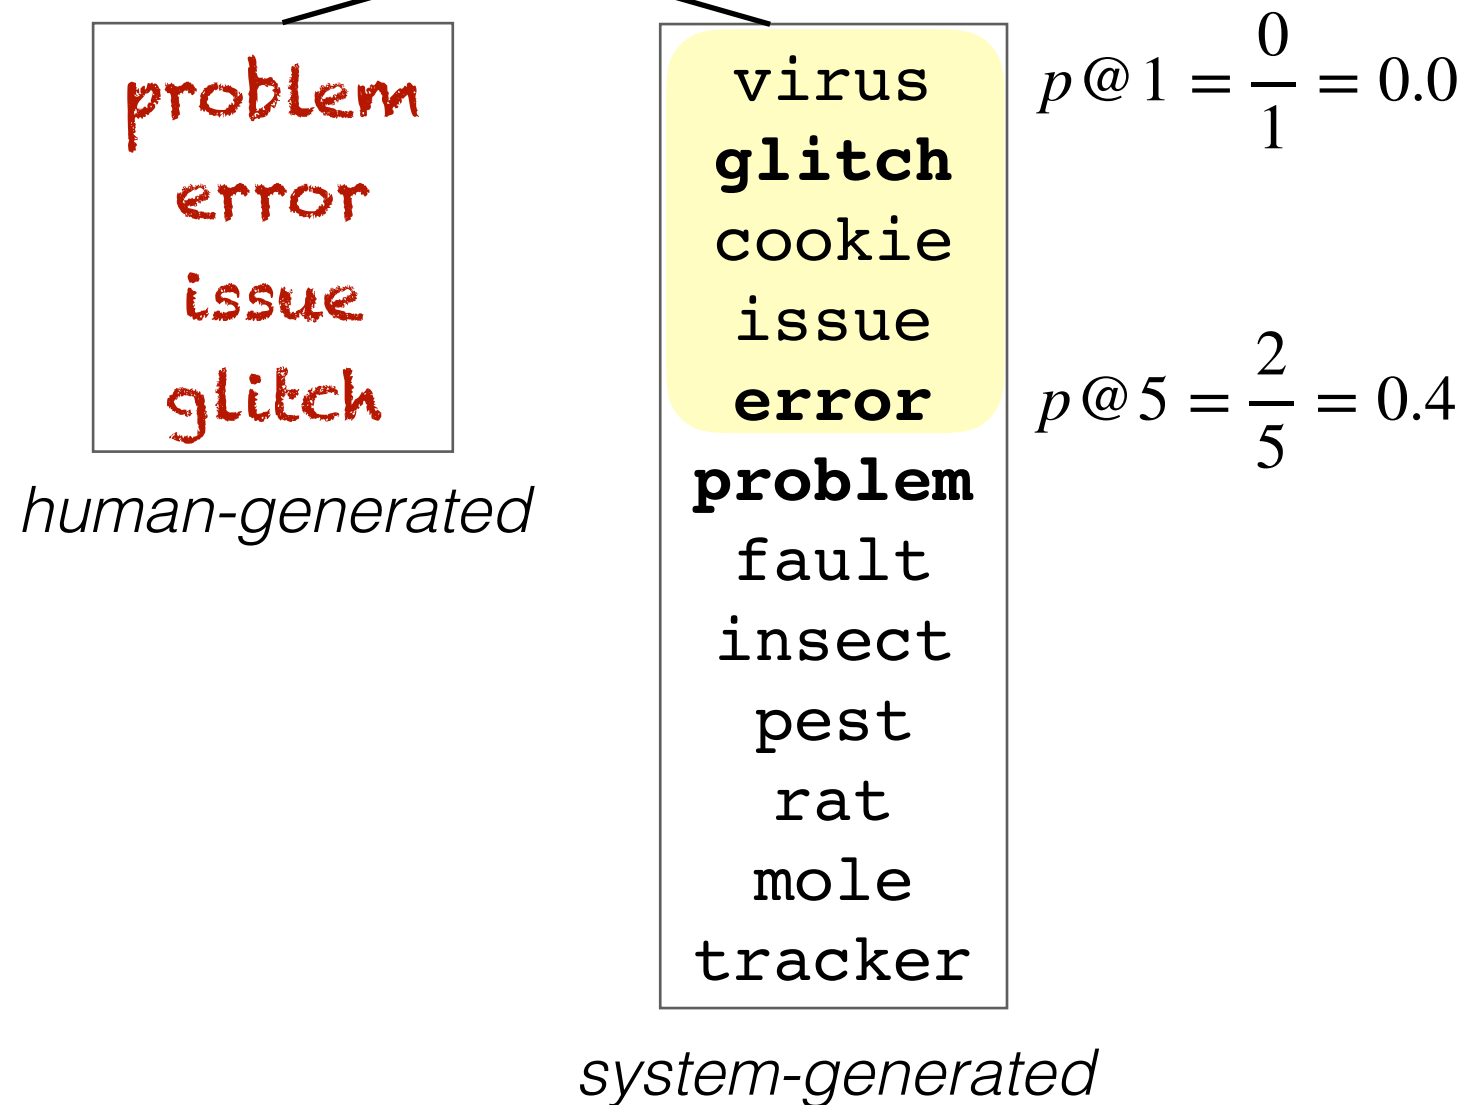 problem
error
issue
glitch
human-generated
virus
glitch
cookie
issue
error
problem
fault
insect
pest
rat
mole
tracker
system-generated
p@1 = 0/1 = 0.0
p@5 = 2/5 = 0.4